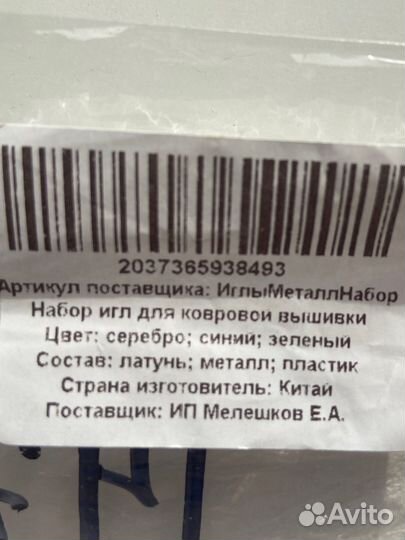 2037365938493
Артикул поставщика: ИглыМеталлНабор
Набор игл для ковровой вышивки
Цвет: серебро; синий; зеленый
Состав: латунь; металл; пластик
Страна изготовитель: Китай
Поставщик: ИП Мелешков Е.А.
Avito